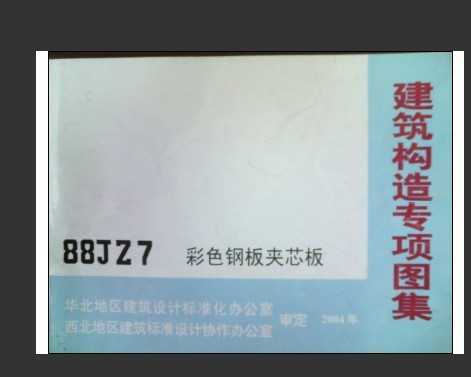 建筑构造专项图集
88JZ7 彩色钢板夹芯板
华北地区建筑设计标准化办公室
西北地区建筑标准设计协作办公室
审定 2004年